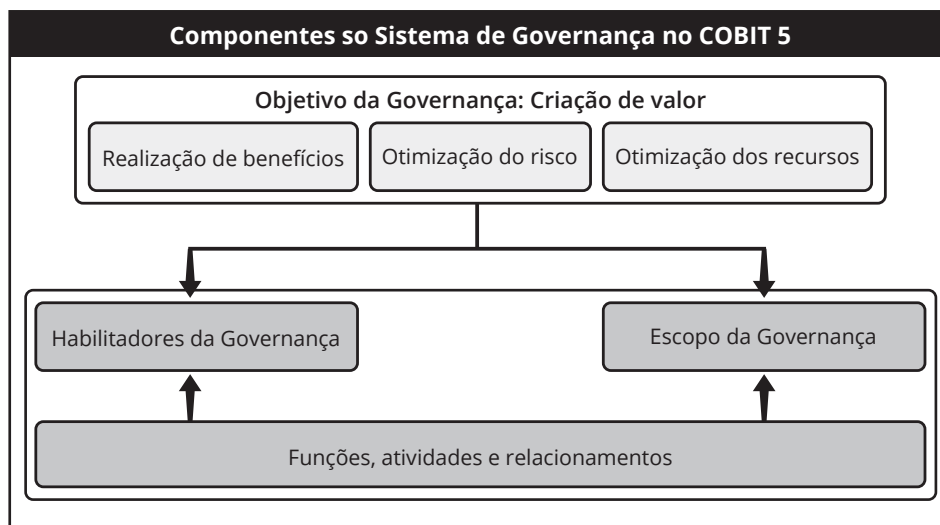 Componentes so Sistema de Governança no COBIT 5
Objetivo da Governança: Criação de valor
Realização de benefícios
Otimização do risco
Otimização dos recursos
Habilitadores da Governança
Escopo da Governança
Funções, atividades e relacionamentos